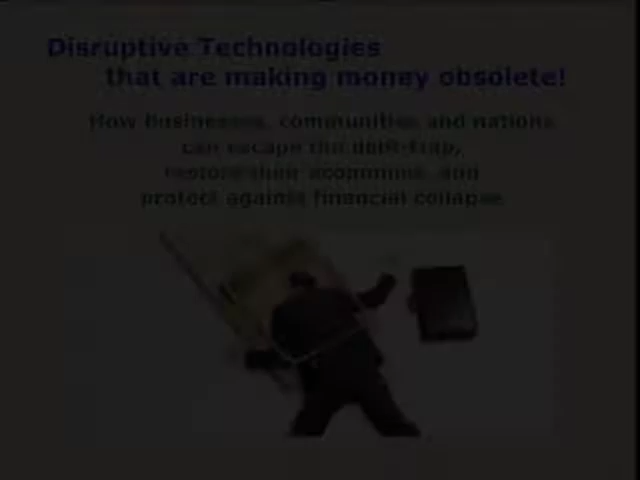 Disruptive Technologies
that are making money obsolete!
How businesses, communities and nations
can escape the debt-trap,
restore their economies, and
protect against financial collapse